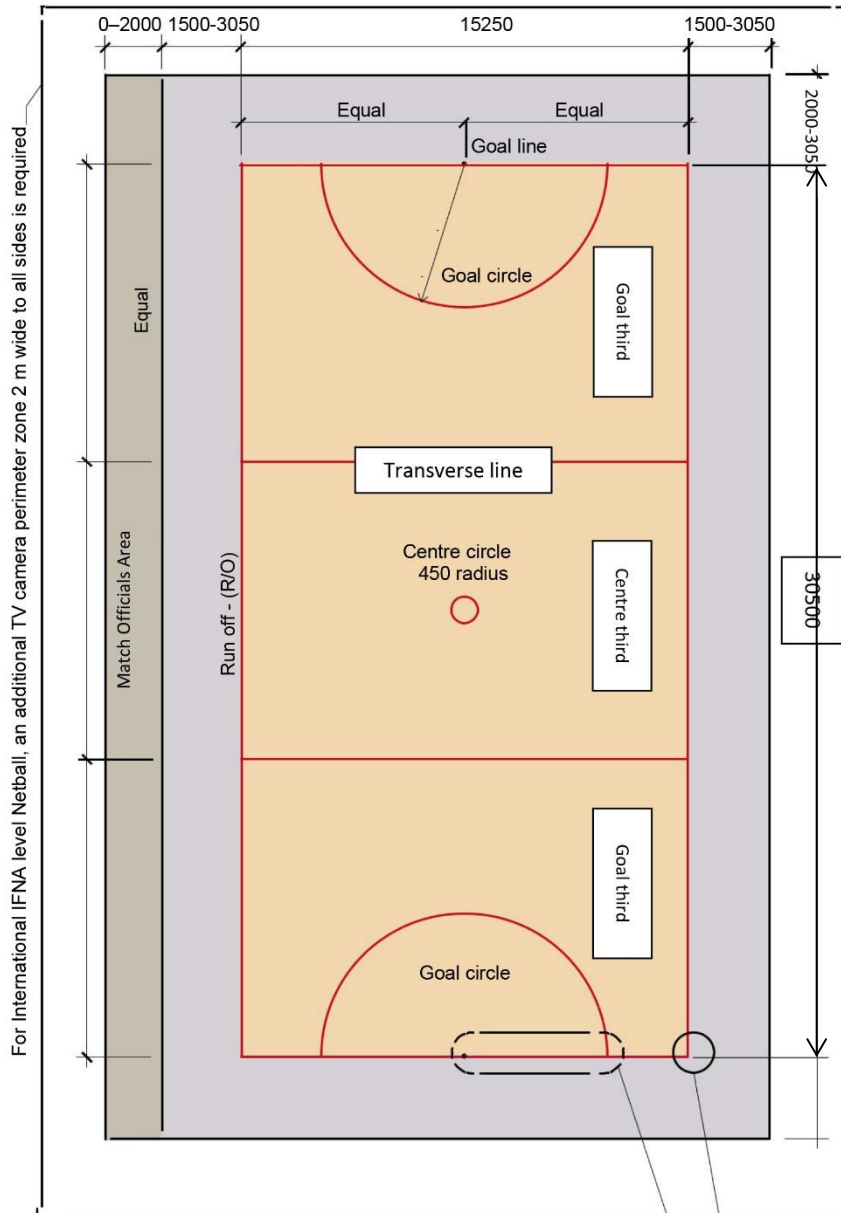 0–2000
1500-3050
15250
1500-3050
2000-3050
Equal
Equal
Goal line
For International IFNA level Netball, an additional TV camera perimeter zone 2 m wide to all sides is required
Equal
Goal circle
Goal third
Transverse line
Centre circle
450 radius
Match Officials Area
Run off - (R/O)
Centre third
30500
Goal third
Goal circle